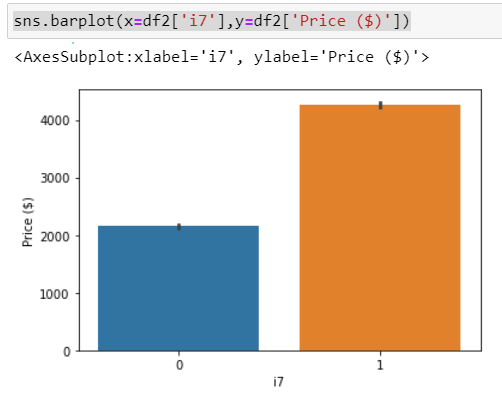 sns.barplot(x=df2['i7'],y=df2['Price ($)'])
<AxesSubplot:xlabel='i7', ylabel='Price ($)'>
4000
3000
2000
1000
0
Price ($)
0 1
i7